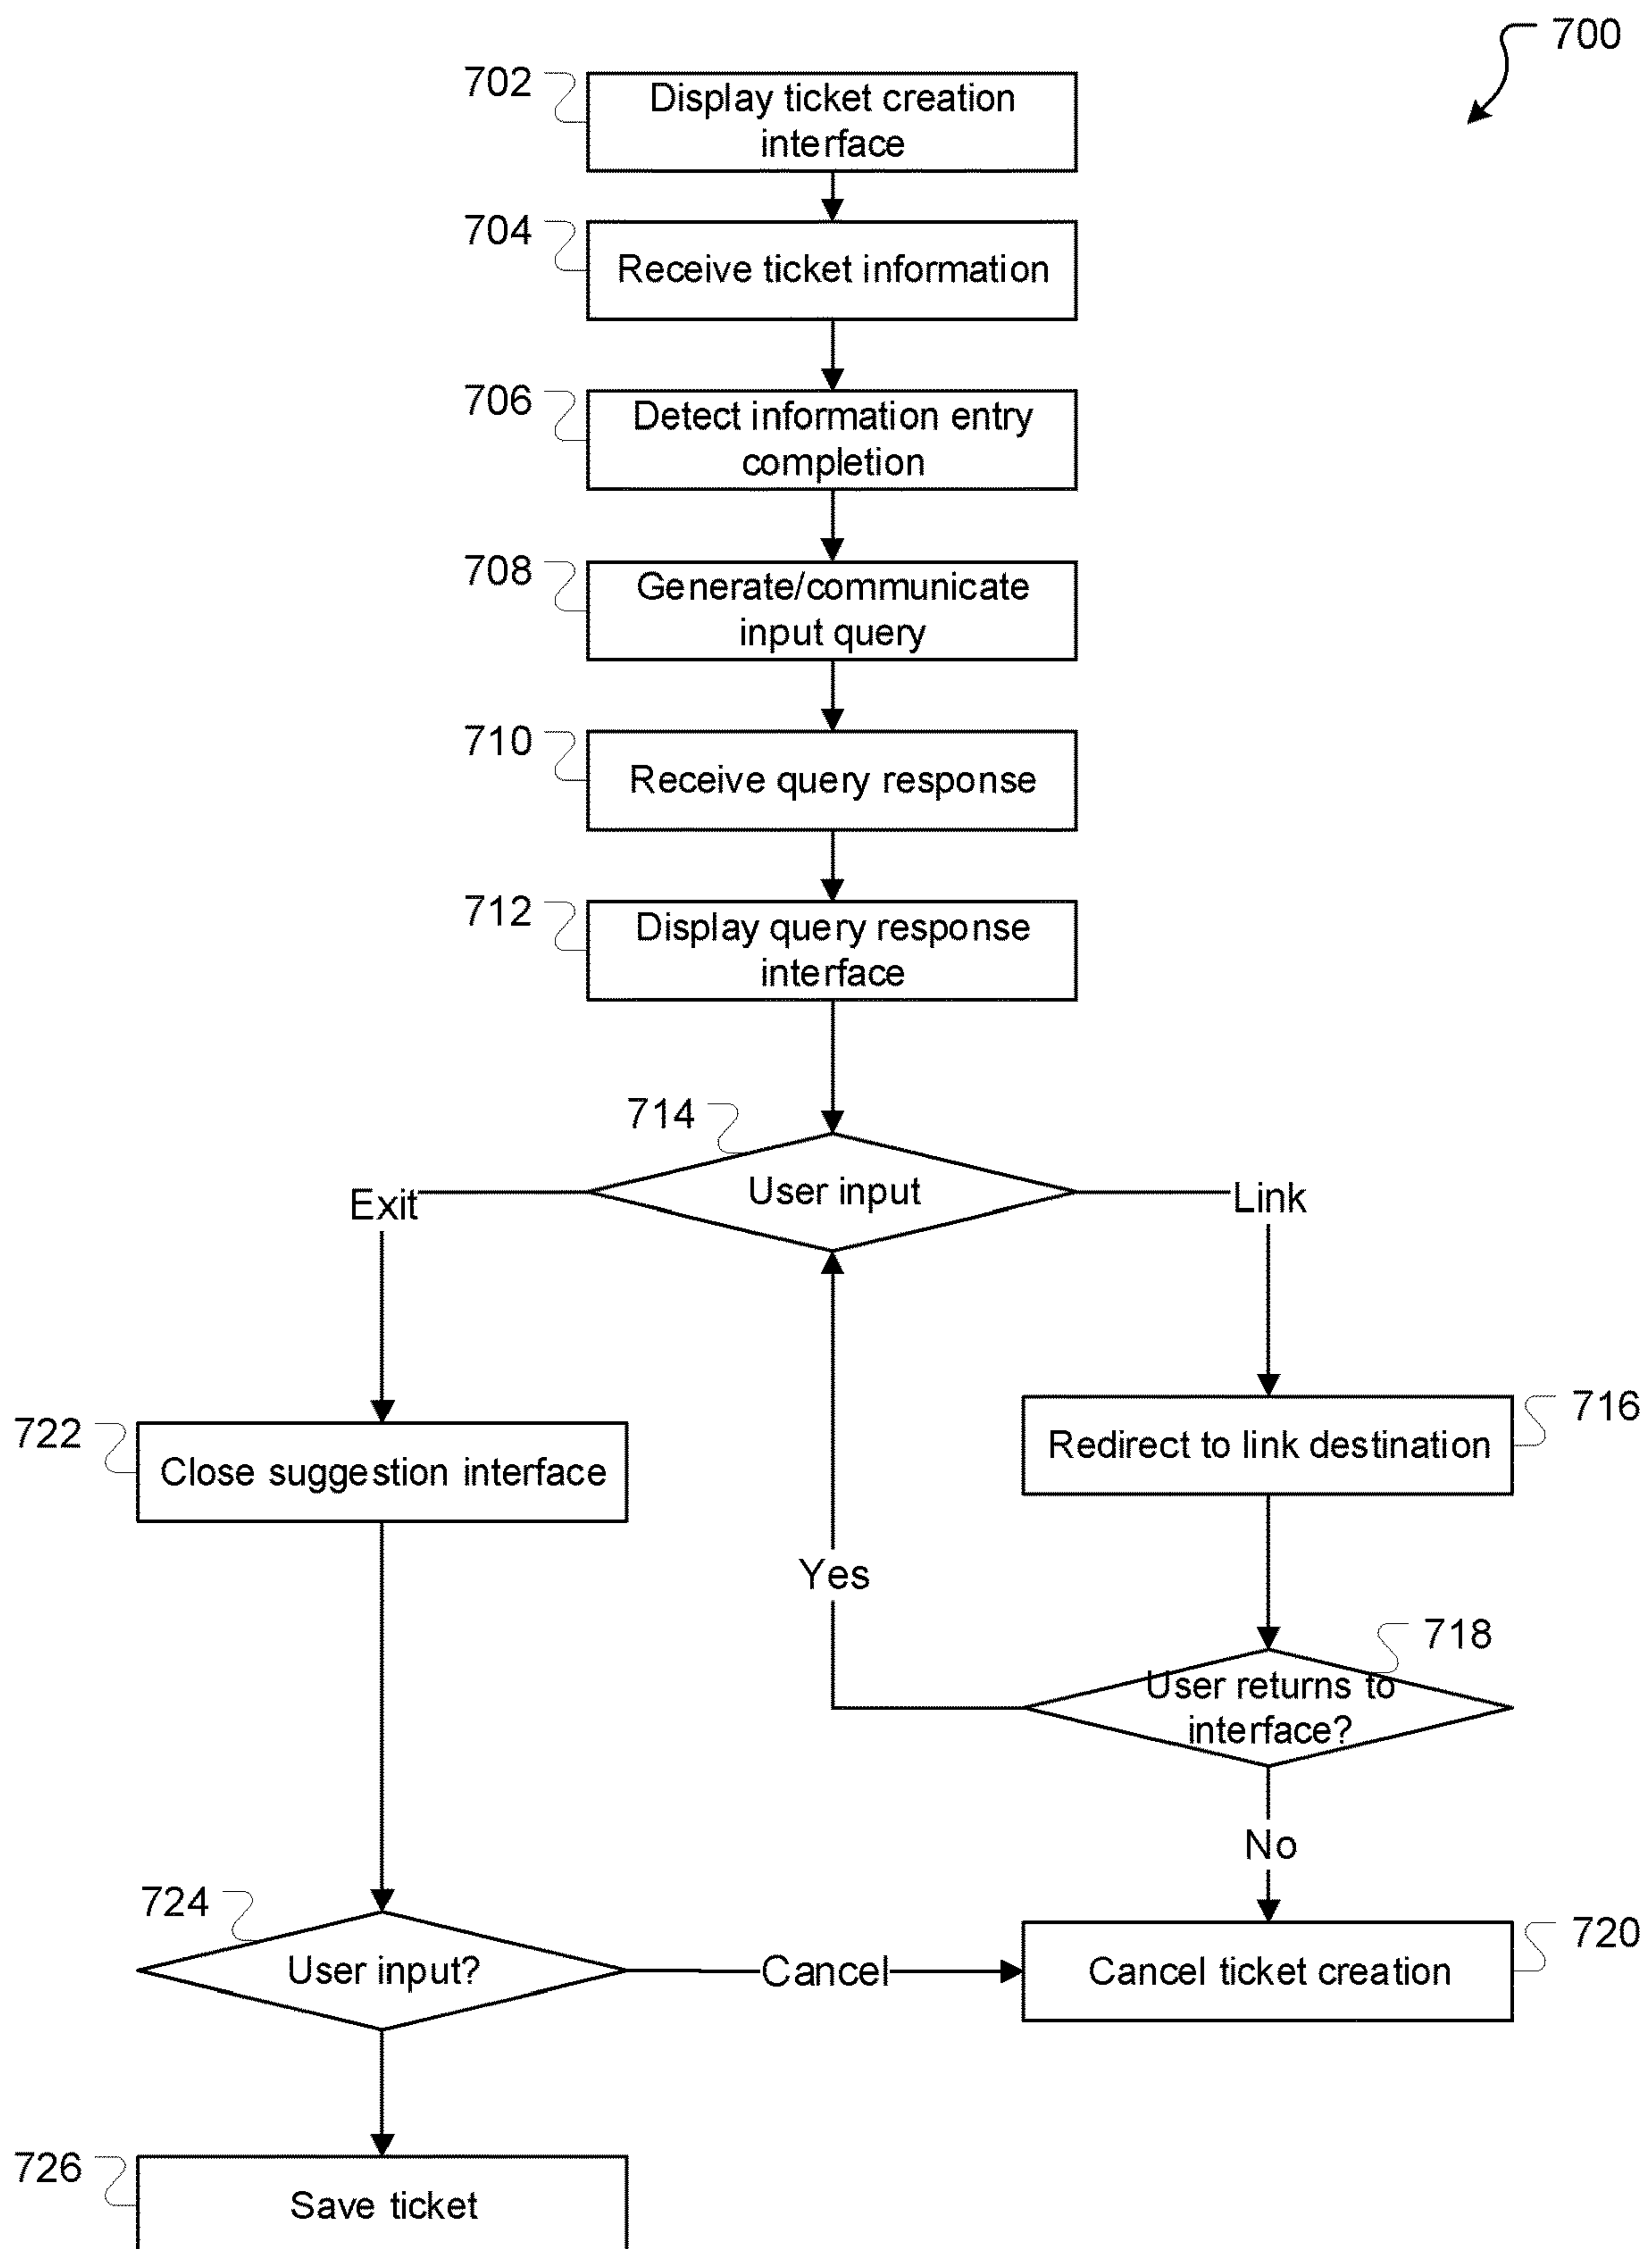 700
702
Display ticket creation
interface
704
Receive ticket information
706
Detect information entry
completion
708
Generate/communicate
input query
710
Receive query response
712
Display query response
interface
714
User input
Exit
Link
722
Close suggestion interface
716
Redirect to link destination
Yes
718
User returns to
interface?
No
724
User input?
Cancel
720
Cancel ticket creation
726
Save ticket